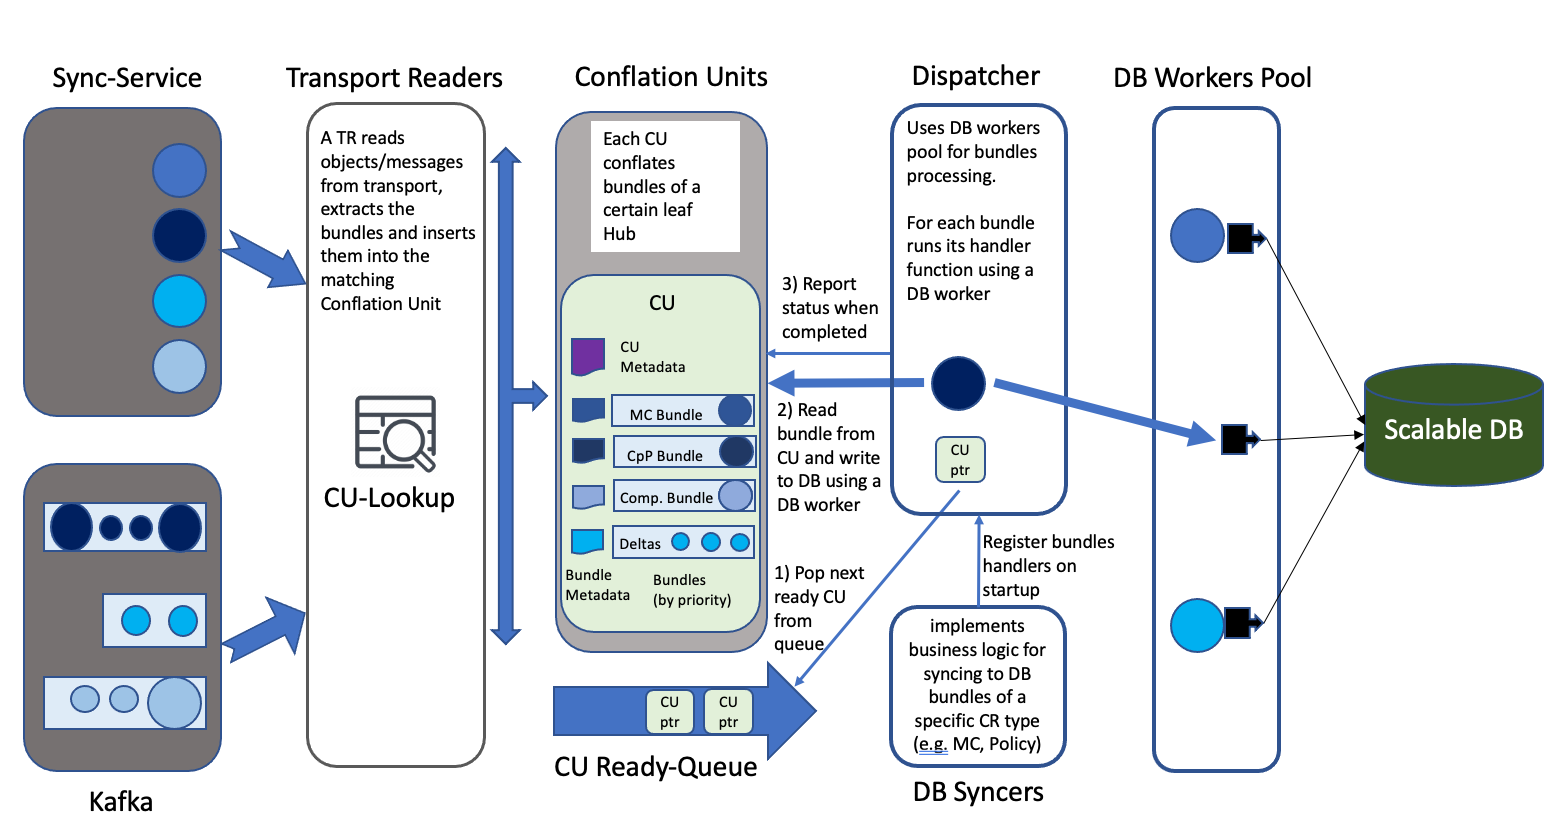 Sync-Service
Transport Readers
Conflation Units
Dispatcher
DB Workers Pool
A TR reads
objects/messages
from transport,
extracts the
bundles and inserts
them into the
matching
Conflation Unit
CU-Lookup
Each CU
conflates
bundles of a
certain leaf
Hub
CU
CU
Metadata
MC Bundle
CpP Bundle
Comp. Bundle
Deltas
Bundle
Metadata
Bundles
(by priority)
Uses DB workers
pool for bundles
processing.
For each bundle
runs its handler
function using a
DB worker
CU
ptr
3) Report
status when
completed
2) Read
bundle from
CU and write
to DB using a
DB worker
1) Pop next
ready CU
from
queue
Register bundles
handlers on
startup
implements
business logic for
syncing to DB
bundles of a
specific CR type
(e.g. MC, Policy)
DB Syncers
CU
ptr
CU
ptr
CU Ready-Queue
Kafka
Scalable DB